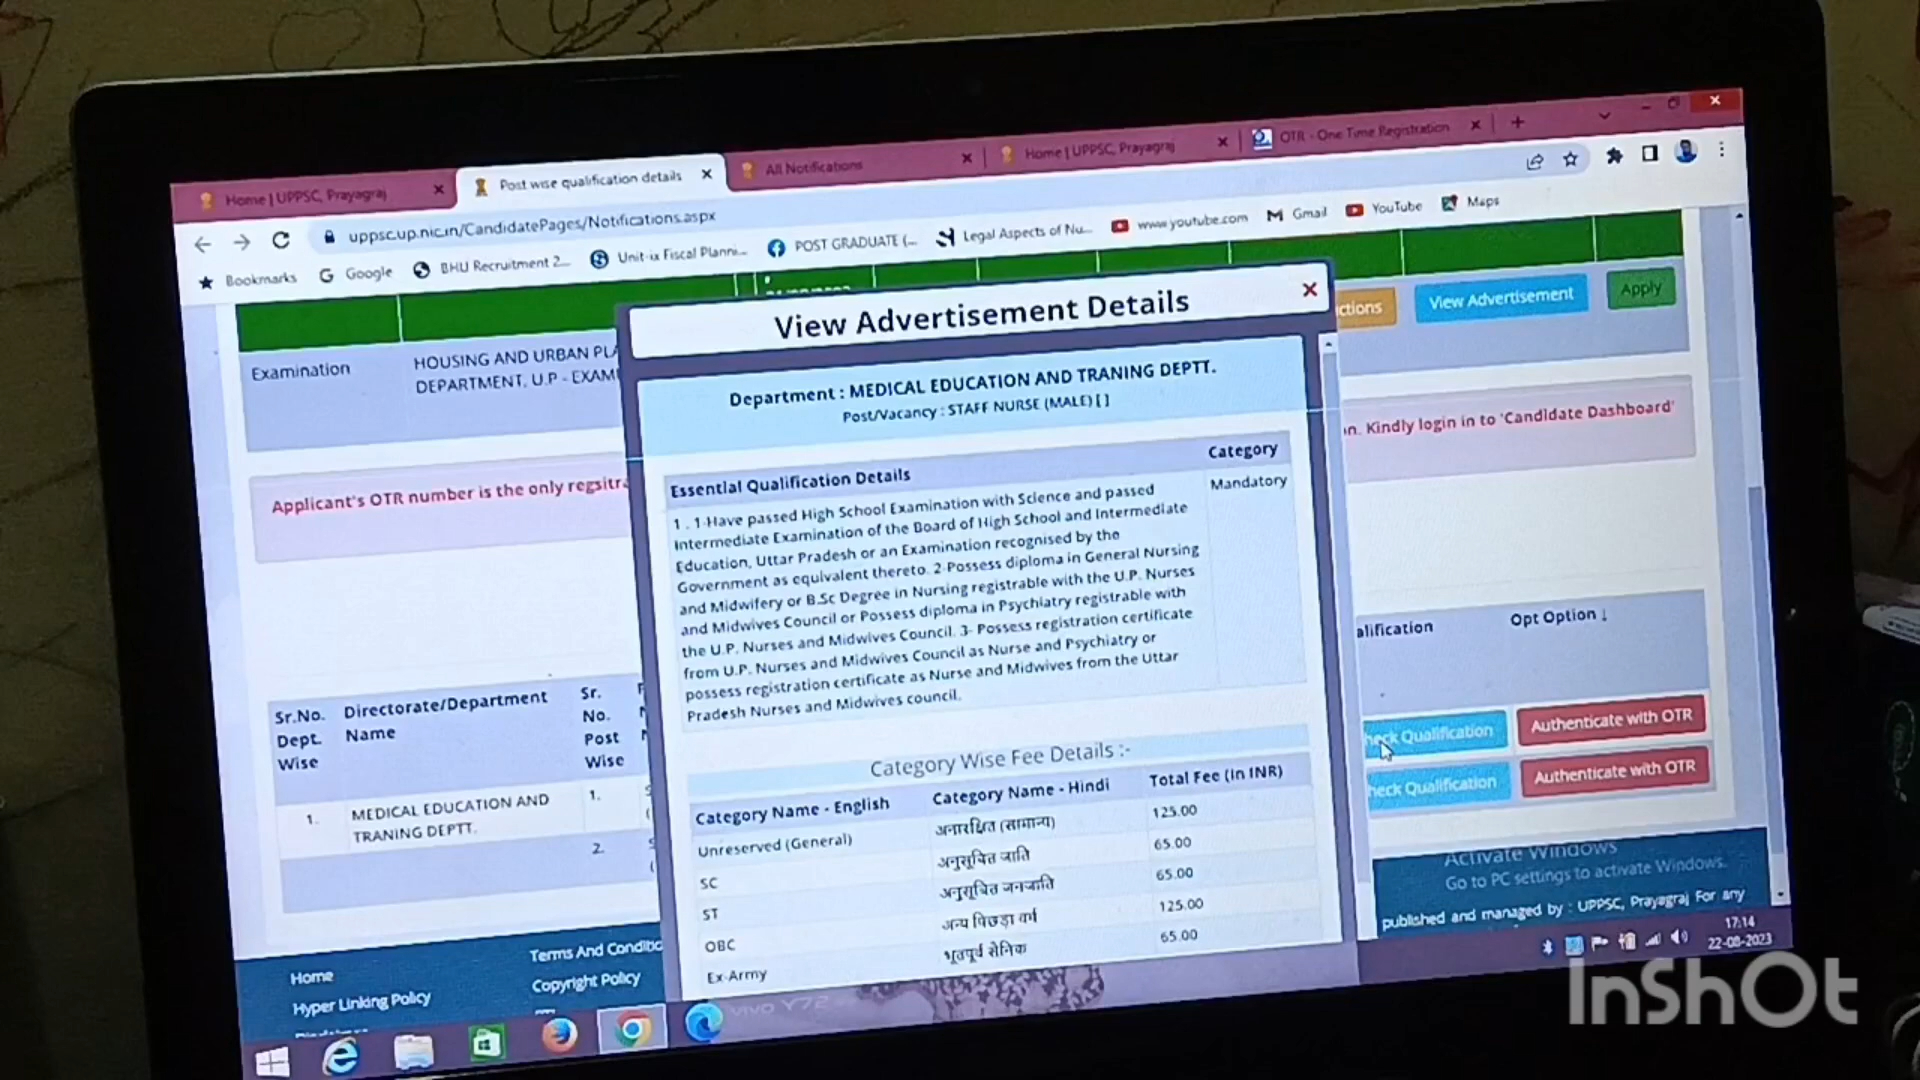 Home | UPPSC, Prayagraj
Post wise qualification details
All Notifications
Home | UPPSC, Prayagraj
OTR - One Time Registration
uppsc.up.nic.in/CandidatePages/Notifications.aspx
Bookmarks
Google
BHU Recruitment 2...
Unit-ix Fiscal Planni...
POST GRADUATE (...
Legal Aspects of Nu...
www.youtube.com
Gmail
YouTube
Maps
ctions
View Advertisement
Apply
Examination
HOUSING AND URBAN PLA
DEPARTMENT, U.P - EXAMI
View Advertisement Details
Department : MEDICAL EDUCATION AND TRANING DEPTT.
Post/Vacancy : STAFF NURSE (MALE) [ ]
Applicant's OTR number is the only regsitra
n. Kindly login in to 'Candidate Dashboard'
Essential Qualification Details
Category
1 . 1-Have passed High School Examination with Science and passed
Intermediate Examination of the Board of High School and Intermediate
Education, Uttar Pradesh or an Examination recognised by the
Government as equivalent thereto. 2-Possess diploma in General Nursing
and Midwifery or B.Sc Degree in Nursing registrable with the U.P. Nurses
and Midwives Council or Possess diploma in Psychiatry registrable with
the U.P. Nurses and Midwives Council. 3- Possess registration certificate
from U.P. Nurses and Midwives Council as Nurse and Psychiatry or
possess registration certificate as Nurse and Midwives from the Uttar
Pradesh Nurses and Midwives council.
Mandatory
alification
Opt Option ↓
Sr.No.
Dept.
Wise
Directorate/Department
Name
Sr.
No.
Post
Wise
1.
MEDICAL EDUCATION AND
TRANING DEPTT.
1.
2.
heck Qualification
Authenticate with OTR
heck Qualification
Authenticate with OTR
Category Wise Fee Details :-
Category Name - English
Category Name - Hindi
Total Fee (in INR)
Unreserved (General)
अनारक्षित (सामान्य)
125.00
SC
अनुसूचित जाति
65.00
ST
अनुसूचित जनजाति
65.00
OBC
अन्य पिछड़ा वर्ग
125.00
Ex-Army
भूतपूर्व सैनिक
65.00
Activate Windows
Go to PC settings to activate Windows.
published and managed by : UPPSC, Prayagraj For any
Home
Terms And Conditio
Hyper Linking Policy
Copyright Policy
17:14
22-08-2023
vivo Y72
InShOt